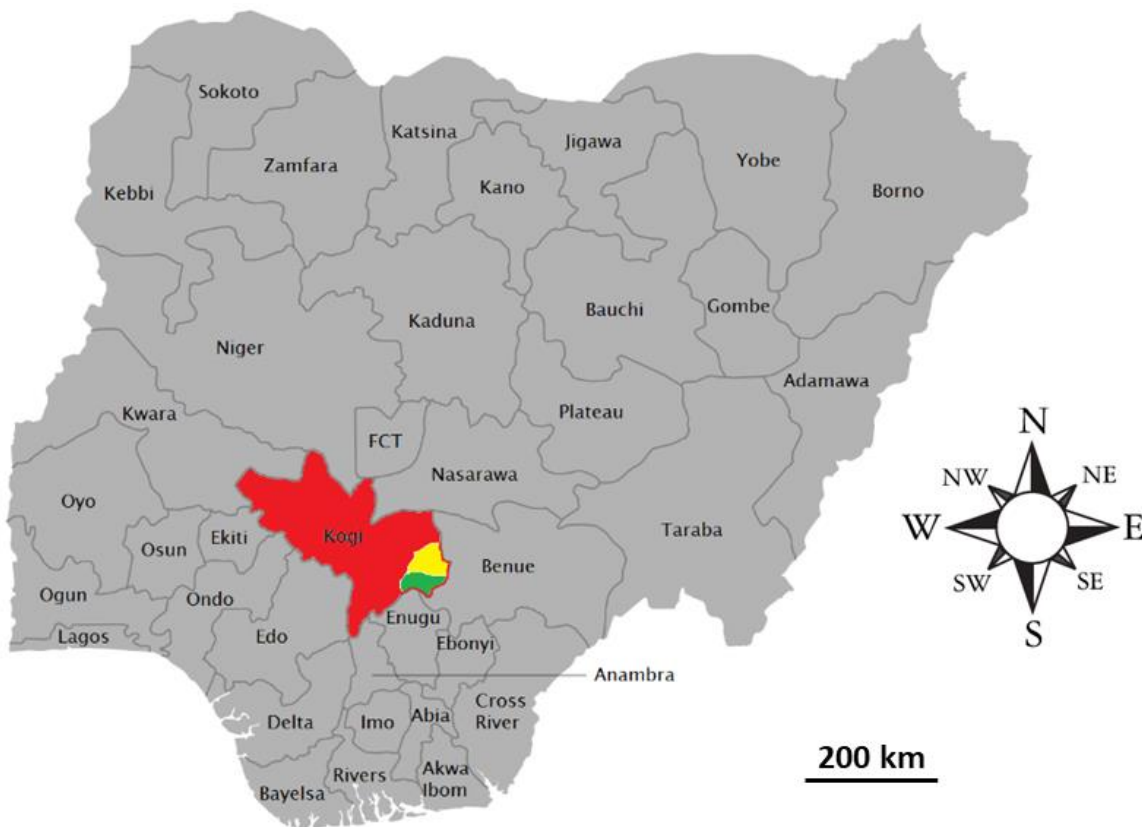 Sokoto
Katsina
Jigawa
Yobe
Zamfara
Kano
Kebbi
Borno
Bauchi
Gombe
Kaduna
Niger
Adamawa
Kwara
Plateau
FCT
Nasarawa
Oyo
Kogi
Taraba
Osun
Ekiti
Benue
Ogun
Ondo
Enugu
Lagos
Edo
Ebonyi
Anambra
Cross
River
Delta
Imo
Abia
Rivers
Akwa
Ibom
Bayelsa
N
NW
NE
W
E
SW
SE
S
200 km